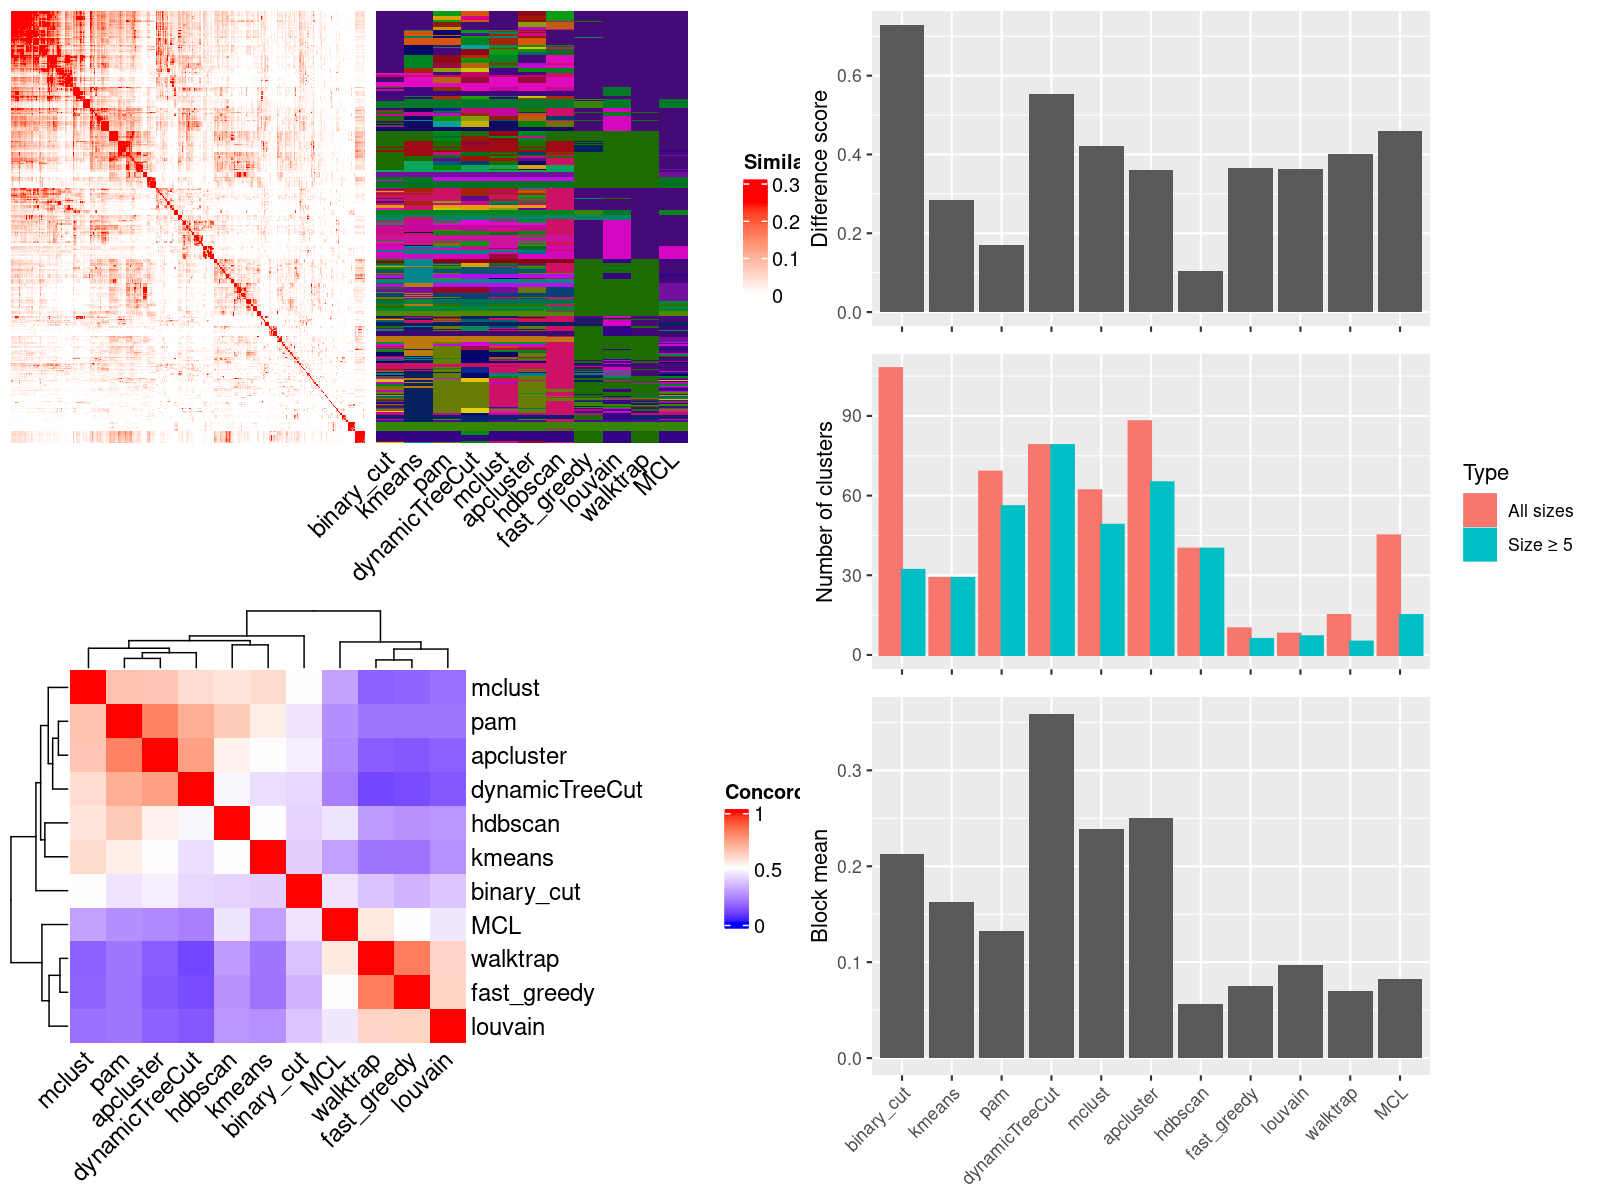 Simila
0.3
0.2
0.1
0
binary_cut
kmeans
pam
dynamicTreeCut
mclust
apcluster
hdbscan
fast_greedy
louvain
walktrap
MCL
mclust
pam
apcluster
dynamicTreeCut
hdbscan
kmeans
binary_cut
MCL
walktrap
fast_greedy
louvain
mclust
pam
apcluster
dynamicTreeCut
hdbscan
kmeans
binary_cut
MCL
walktrap
fast_greedy
louvain
Concord
1
0.5
0
Difference score
0.6
0.4
0.2
0.0
Number of clusters
90
60
30
0
Type
All sizes
Size ≥ 5
Block mean
0.3
0.2
0.1
0.0
binary_cut
kmeans
pam
dynamicTreeCut
mclust
apcluster
hdbscan
fast_greedy
louvain
walktrap
MCL